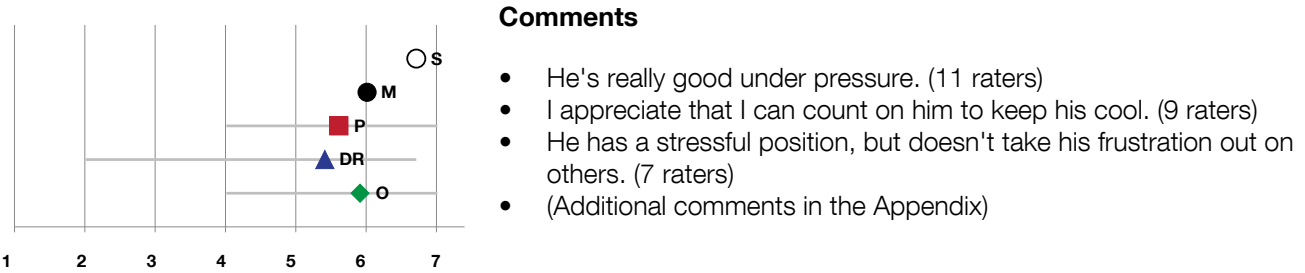 Comments
S
M
P
DR
O
1 2 3 4 5 6 7
• He's really good under pressure. (11 raters)
• I appreciate that I can count on him to keep his cool. (9 raters)
• He has a stressful position, but doesn't take his frustration out on
others. (7 raters)
• (Additional comments in the Appendix)